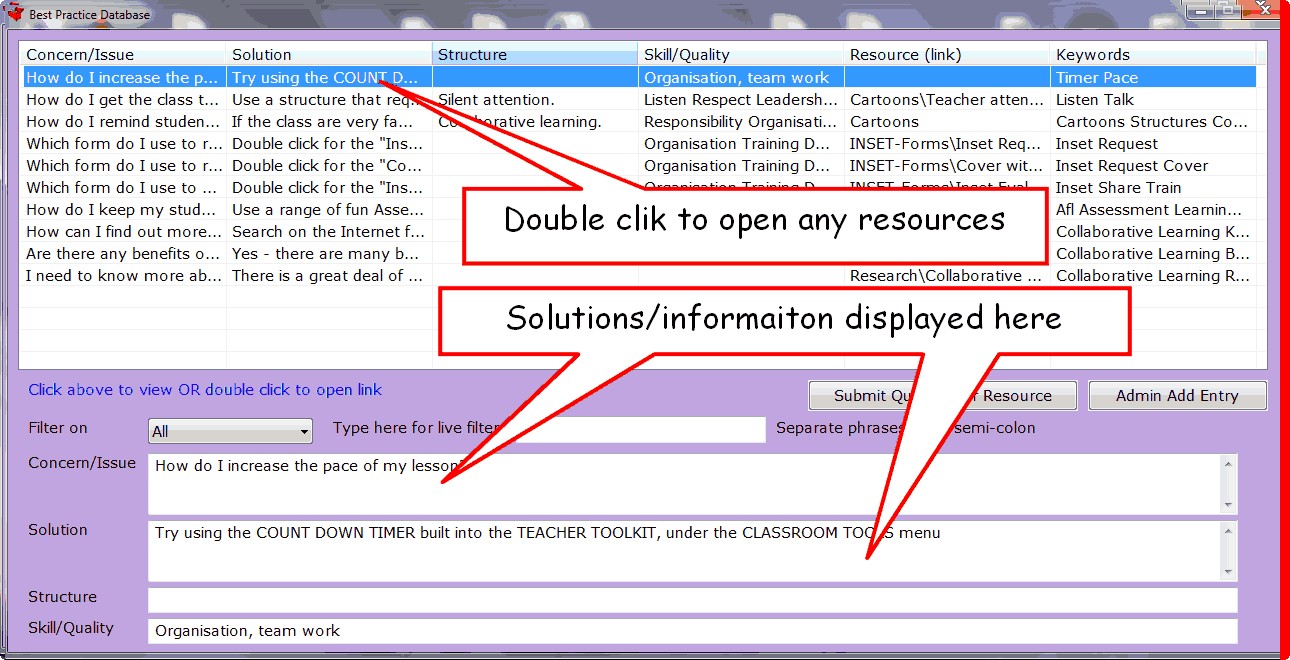 Best Practice Database
Concern/Issue Solution Structure Skill/Quality Resource (link) Keywords
How do I increase the p... Try using the COUNT D... Organisation, team work Timer Pace
How do I get the class t... Use a structure that req... Silent attention. Listen Respect Leadersh... Cartoons\Teacher atten... Listen Talk
How do I remind studen... If the class are very fa... Collaborative learning. Responsibility Organisati... Cartoons Cartoons Structures Co...
Which form do I use to r... Double click for the "Ins... Organisation Training D... INSET-Forms\Inset Req... Inset Request
Which form do I use to r... Double click for the "Co... Organisation Training D... INSET-Forms\Cover wit... Inset Request Cover
Which form do I use to ... Double click for the "Ins... Organisation Training D... INSET-Forms\Inset Eval... Inset Share Train
How do I keep my stud... Use a range of fun Asse... Afl Assessment Learnin...
How can I find out more... Search on the Internet f... Collaborative Learning K...
Are there any benefits o... Yes - there are many b... Collaborative Learning B...
I need to know more ab... There is a great deal of ... Research\Collaborative ... Collaborative Learning R...
Double clik to open any resources
Solutions/informaiton displayed here
Click above to view OR double click to open link
Submit Resource Admin Add Entry
Filter on All Type here for live filter Separate phrases semi-colon
Concern/Issue How do I increase the pace of my lesson?
Solution Try using the COUNT DOWN TIMER built into the TEACHER TOOLKIT, under the CLASSROOM TOOLS menu
Structure
Skill/Quality Organisation, team work